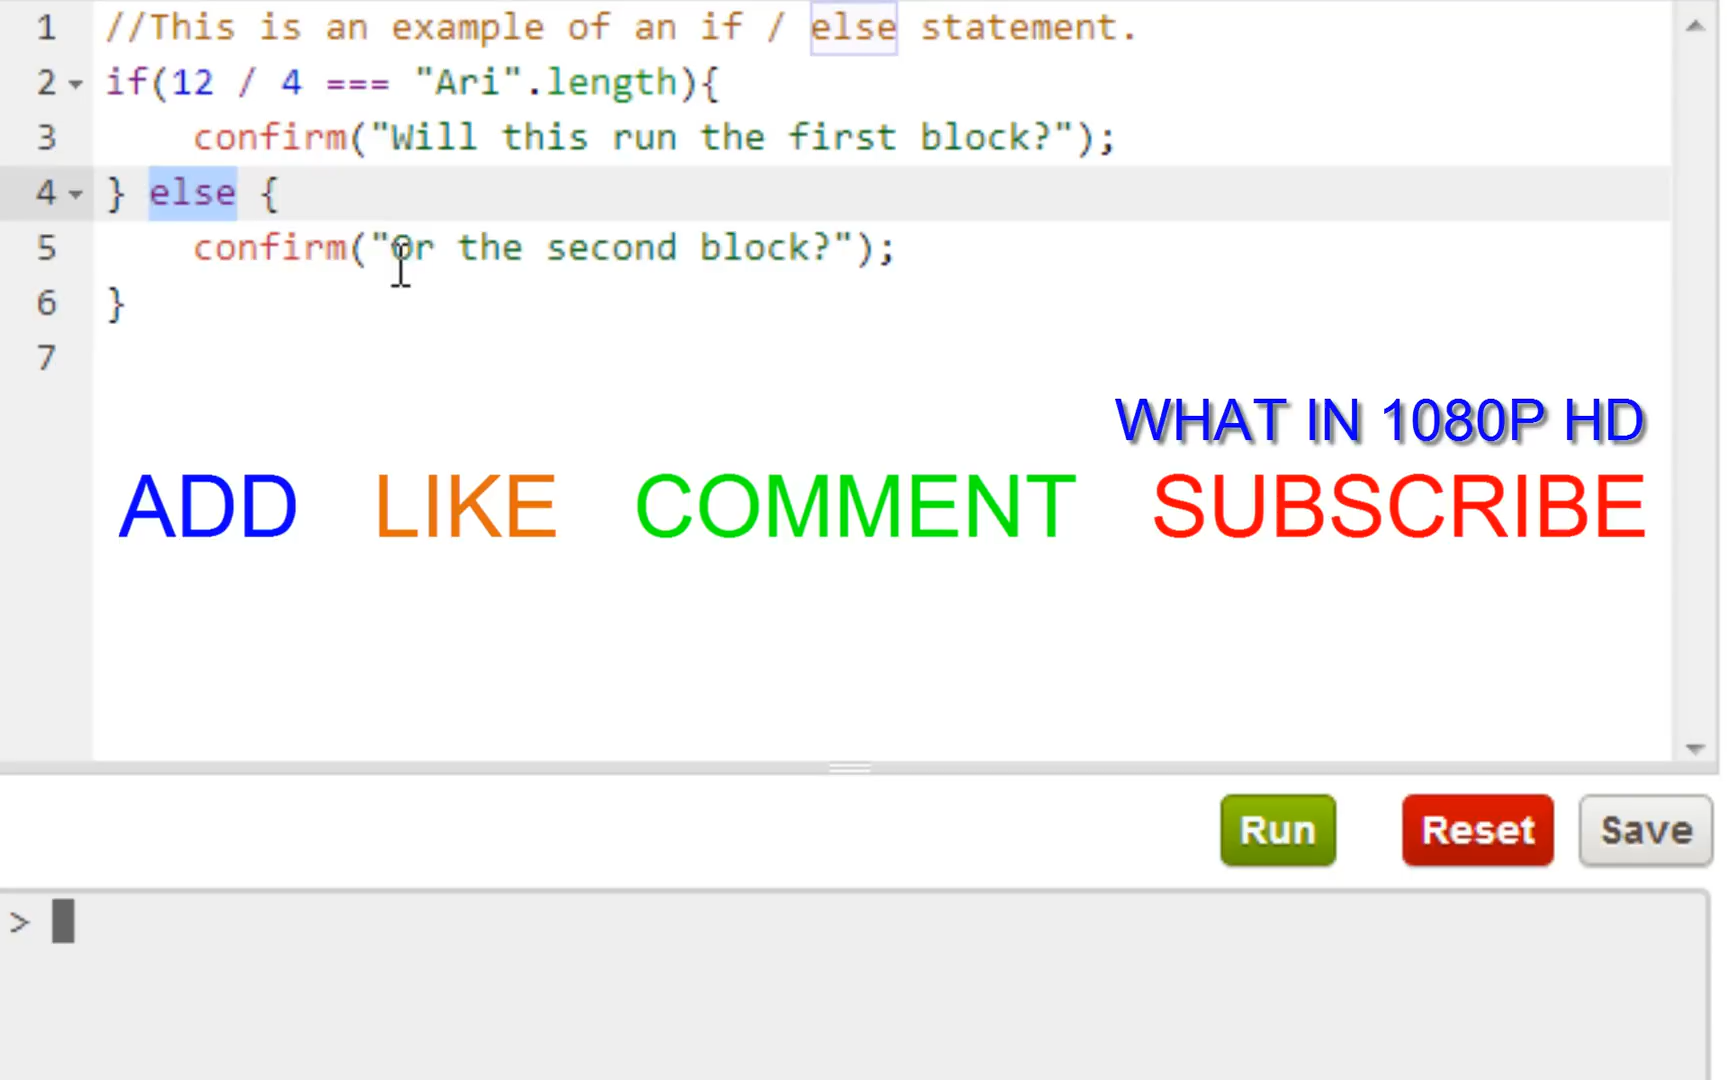 1 //This is an example of an if / else statement.
2 if(12 / 4 === "Ari".length){
3 confirm("Will this run the first block?");
4 } else {
5 confirm("Or the second block?");
6 }
7
WHAT IN 1080P HD
ADD LIKE COMMENT SUBSCRIBE
Run Reset Save
>